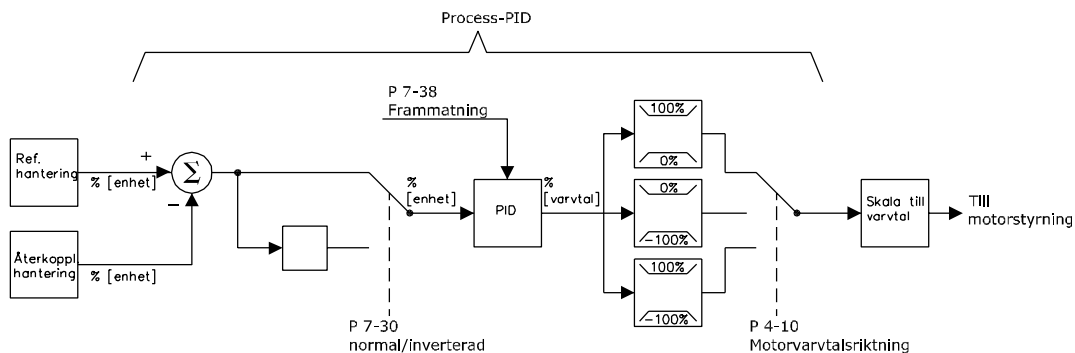 Process-PID
P 7-38
Frammatning
100%
0%
Ref.
hantering
+
% [enhet]
Σ
−
%
[enhet]
PID
%
[varvtal]
0%
-100%
Skala till
varvtal
Till
motorstyrning
Återkoppl.
hantering
% [enhet]
100%
-100%
P 7-30
normal/inverterad
P 4-10
Motorvarvtalsriktning